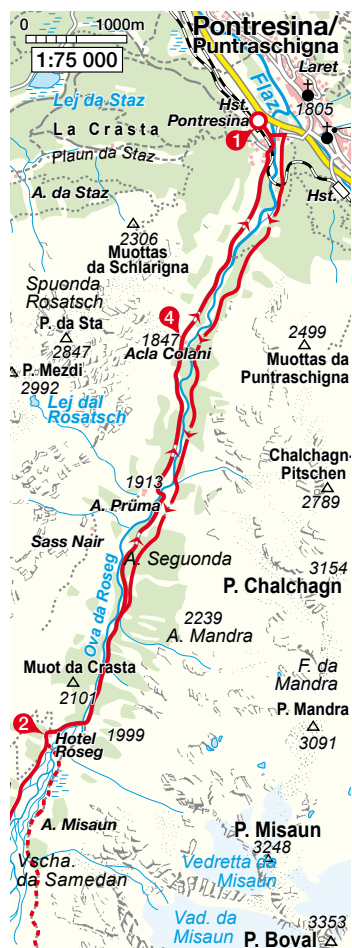 0 1000m
1:75 000
Pontresina/
Puntraschigna
Laret
Lej da Staz
Flaz
Hst.
Pontresina
1805
La Crasta
1
Plaun da Staz
A. da Staz
Hst.
2306
Muottas
da Schlarigna
Spuonda
Rosatsch
P. da Sta
2847
4
1847
Acla Colani
2499
Muottas da
Puntraschigna
P. Mezdi
2992
Lej dal
Rosatsch
Chalchagn-
Pitschen
2789
1913
A. Prüma
Sass Nair
A. Seguonda
3154
P. Chalchagn
Ova da Roseg
2239
A. Mandra
Muot da Crasta
2101
F. da
Mandra
P. Mandra
3091
2
Hotel
Roseg
1999
A. Misaun
P. Misaun
3248
Vscha.
da Samedan
Vedretta da
Misaun
Vad. da
Misaun
3353
P. Boval